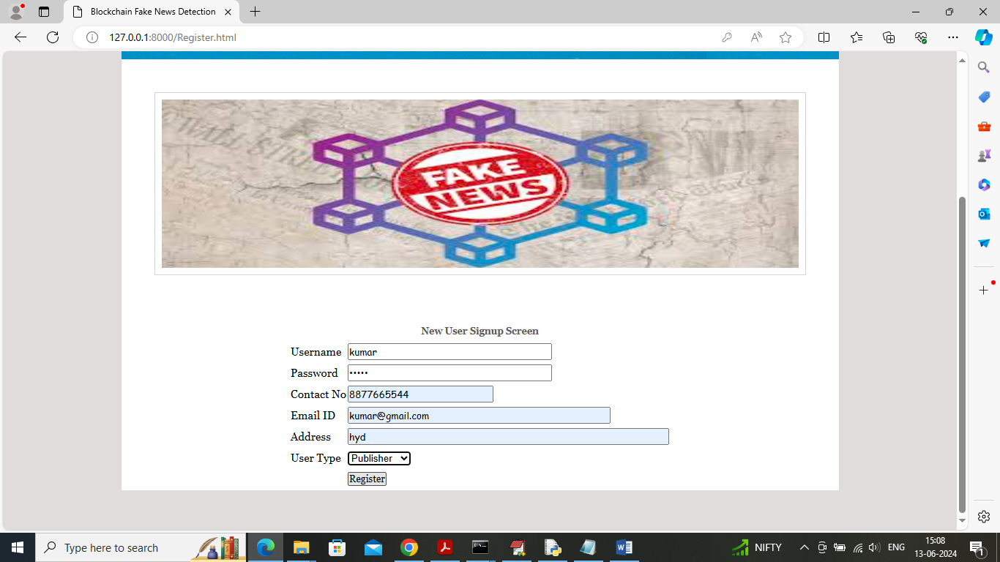 Blockchain Fake News Detection
127.0.0.1:8000/Register.html
FAKE
NEWS
New User Signup Screen
Username kumar
Password •••••
Contact No 8877665544
Email ID kumar@gmail.com
Address hyd
User Type Publisher
Register
Type here to search
NIFTY
ENG
15:08
13-06-2024
1